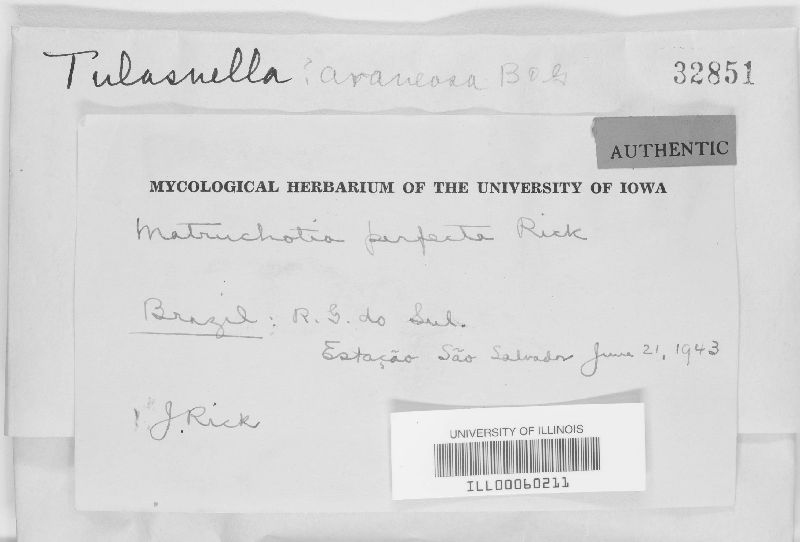 Tulasnella ? araneosa B & G
32851
AUTHENTIC
MYCOLOGICAL HERBARIUM OF THE UNIVERSITY OF IOWA
Matruchotia perfecta Rick
Brazil: R. G. do Sul.
Estação São Salvador June 21, 1943
J. Rick
UNIVERSITY OF ILLINOIS
ILL00060211